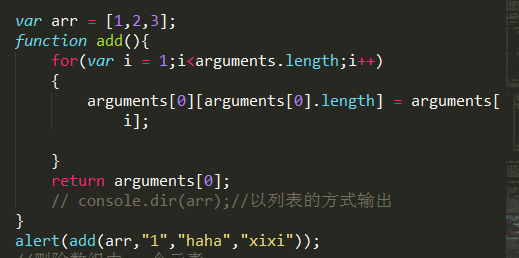 var arr = [1,2,3];
function add(){
for(var i = 1;i<arguments.length;i++)
{
arguments[0][arguments[0].length] = arguments[
i];
}
return arguments[0];
// console.dir(arr);//以列表的方式输出
}
alert(add(arr,"1","haha","xixi"));